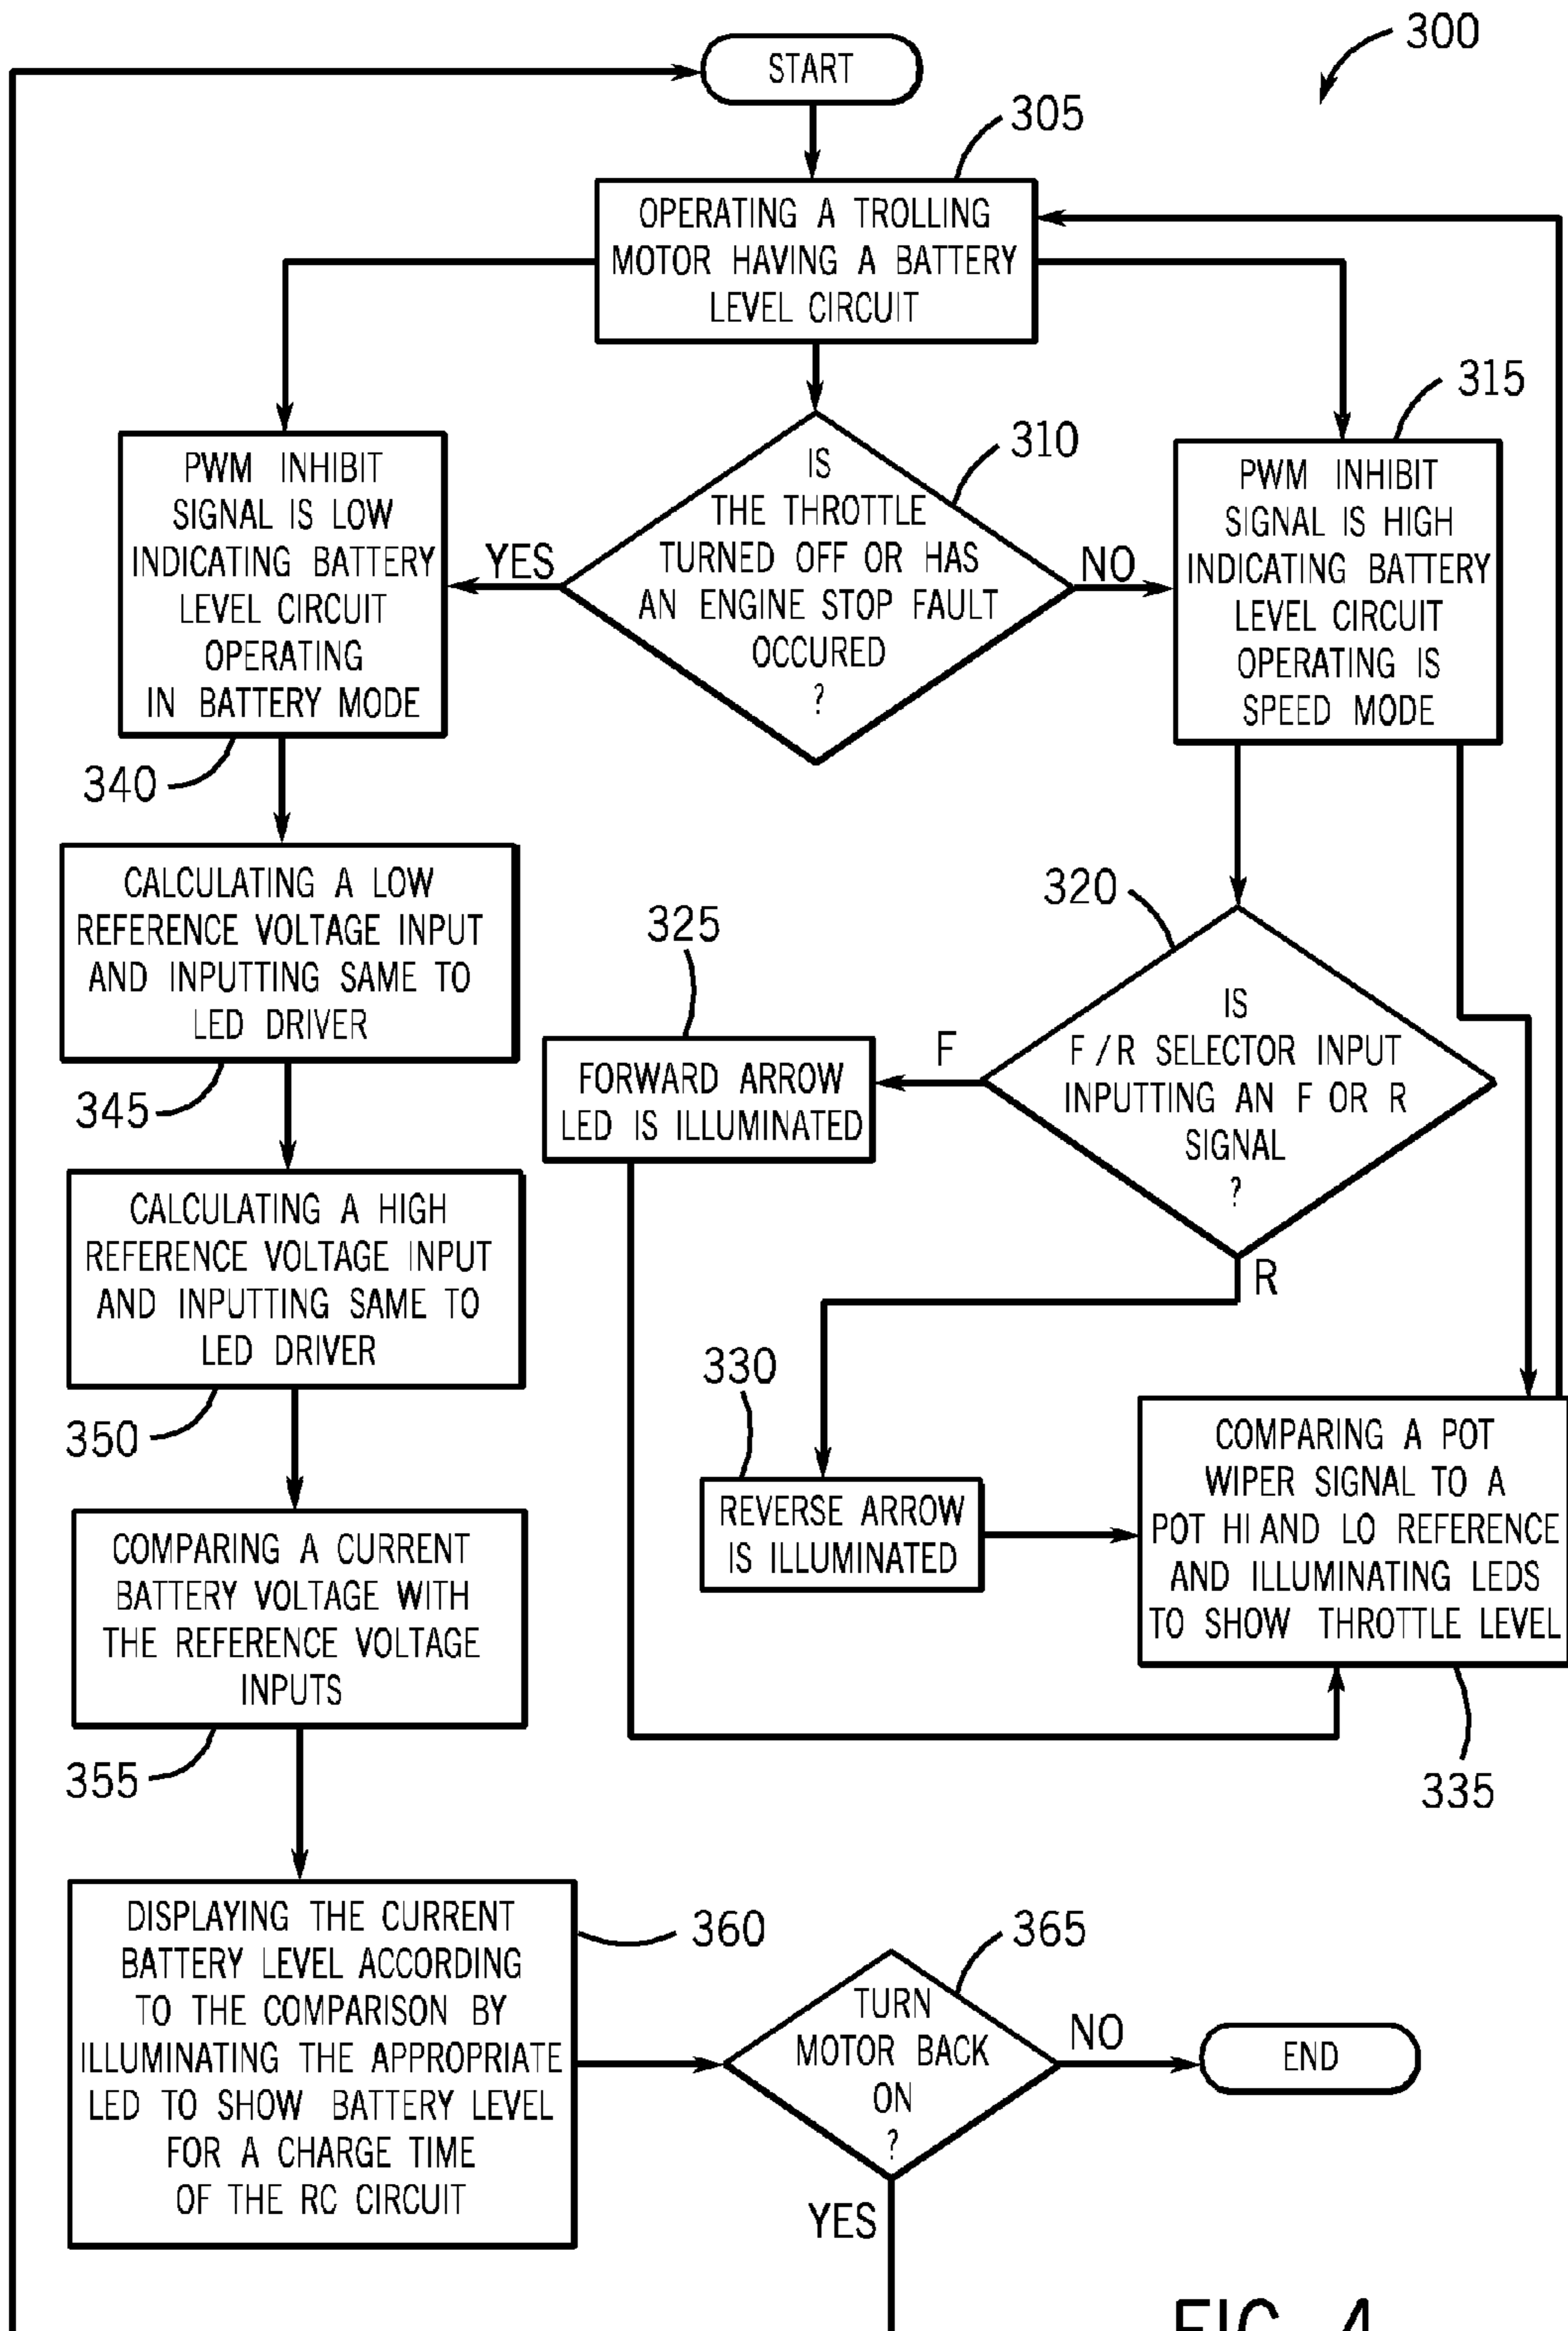 300
START
305
OPERATING A TROLLING
MOTOR HAVING A BATTERY
LEVEL CIRCUIT
315
310
PWM INHIBIT
SIGNAL IS LOW
INDICATING BATTERY
LEVEL CIRCUIT
OPERATING
IN BATTERY MODE
YES
IS
THE THROTTLE
TURNED OFF OR HAS
AN ENGINE STOP FAULT
OCCURED
?
NO
PWM INHIBIT
SIGNAL IS HIGH
INDICATING BATTERY
LEVEL CIRCUIT
OPERATING IS
SPEED MODE
340
CALCULATING A LOW
REFERENCE VOLTAGE INPUT
AND INPUTTING SAME TO
LED DRIVER
345
320
325
IS
F/R SELECTOR INPUT
INPUTTING AN F OR R
SIGNAL
?
F
FORWARD ARROW
LED IS ILLUMINATED
R
CALCULATING A HIGH
REFERENCE VOLTAGE INPUT
AND INPUTTING SAME TO
LED DRIVER
350
330
REVERSE ARROW
IS ILLUMINATED
COMPARING A POT
WIPER SIGNAL TO A
POT HI AND LO REFERENCE
AND ILLUMINATING LEDS
TO SHOW THROTTLE LEVEL
335
COMPARING A CURRENT
BATTERY VOLTAGE WITH
THE REFERENCE VOLTAGE
INPUTS
355
DISPLAYING THE CURRENT
BATTERY LEVEL ACCORDING
TO THE COMPARISON BY
ILLUMINATING THE APPROPRIATE
LED TO SHOW BATTERY LEVEL
FOR A CHARGE TIME
OF THE RC CIRCUIT
360
365
TURN
MOTOR BACK
ON
?
NO
END
YES
FIG. 4